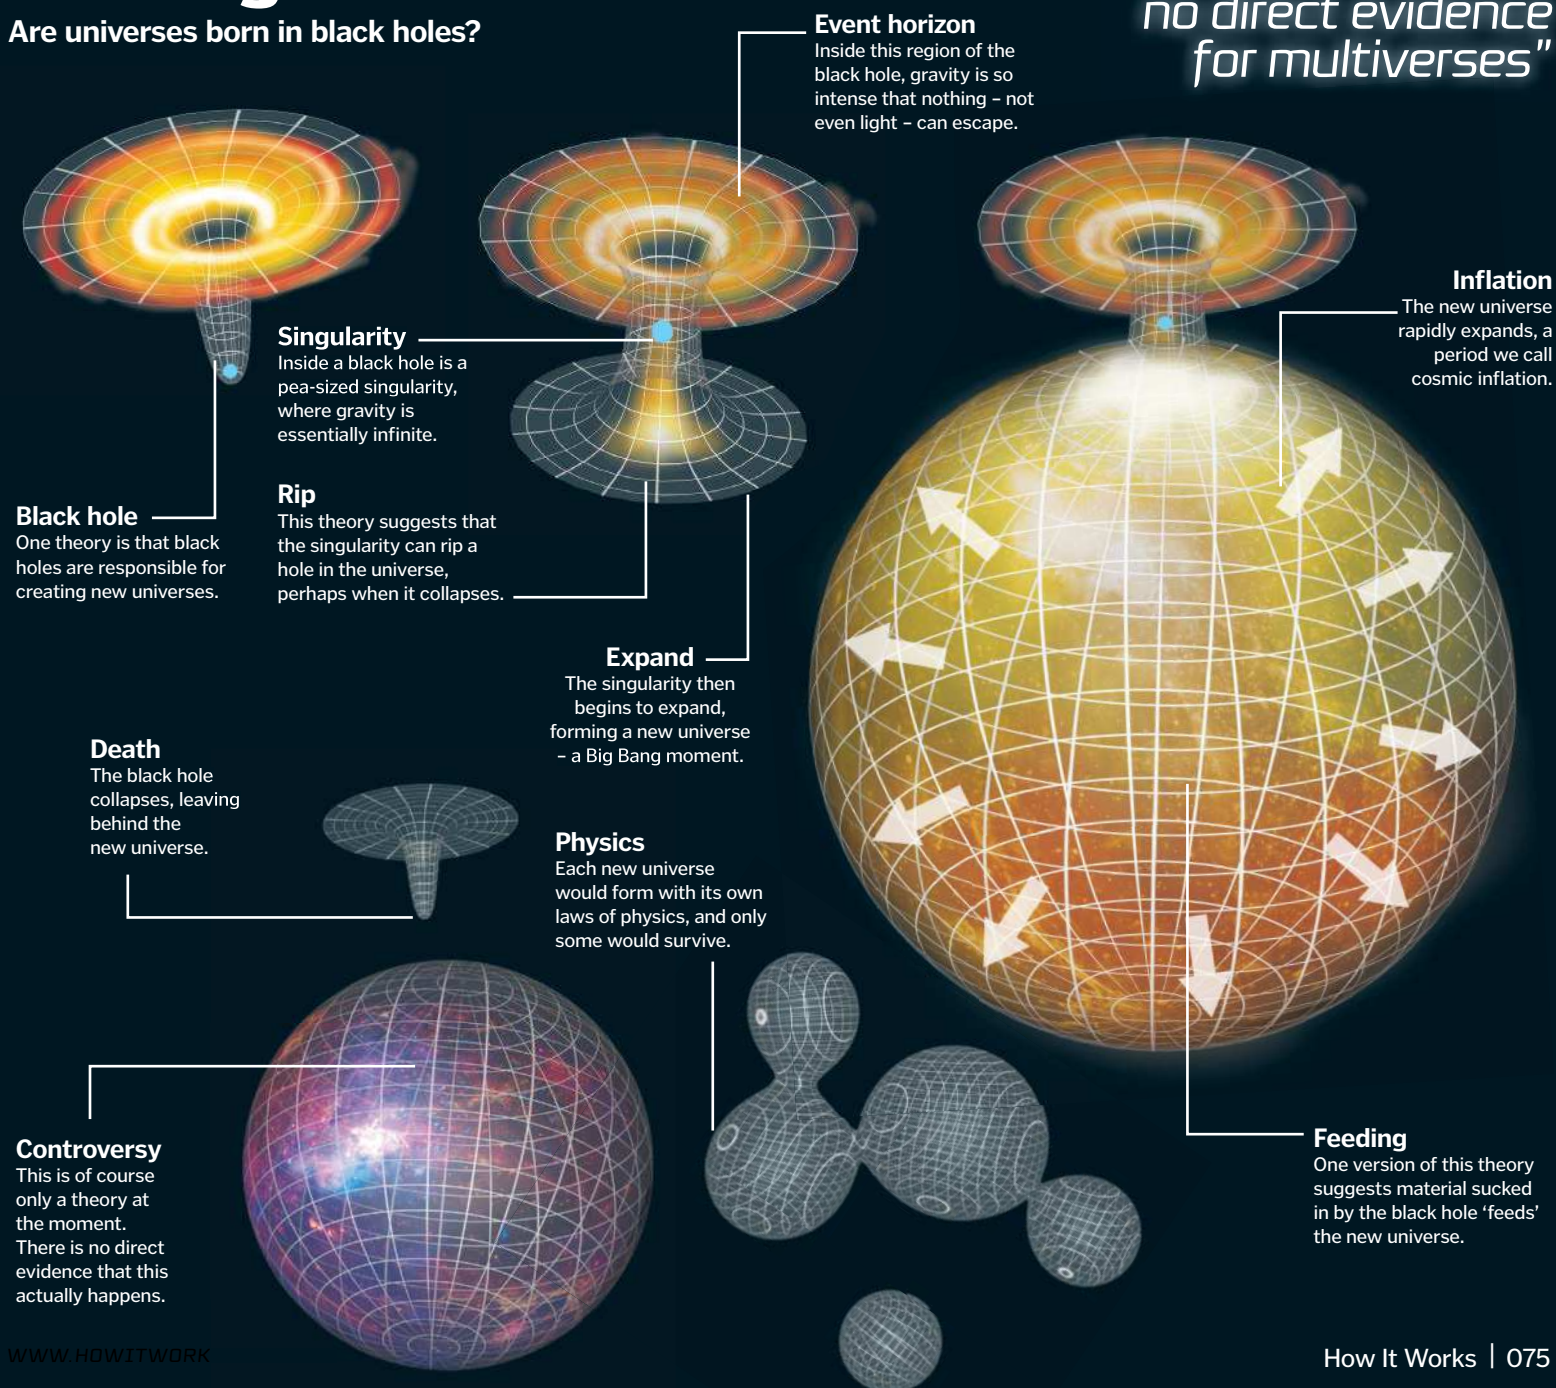 Are universes born in black holes?
no direct evidence
for multiverses”
Event horizon
Inside this region of the
black hole, gravity is so
intense that nothing – not
even light – can escape.
Inflation
The new universe
rapidly expands, a
period we call
cosmic inflation.
Singularity
Inside a black hole is a
pea-sized singularity,
where gravity is
essentially infinite.
Black hole
One theory is that black
holes are responsible for
creating new universes.
Rip
This theory suggests that
the singularity can rip a
hole in the universe,
perhaps when it collapses.
Expand
The singularity then
begins to expand,
forming a new universe
– a Big Bang moment.
Death
The black hole
collapses, leaving
behind the
new universe.
Physics
Each new universe
would form with its own
laws of physics, and only
some would survive.
Controversy
This is of course
only a theory at
the moment.
There is no direct
evidence that this
actually happens.
Feeding
One version of this theory
suggests material sucked
in by the black hole ‘feeds’
the new universe.
WWW.HOWITWORK
How It Works | 075